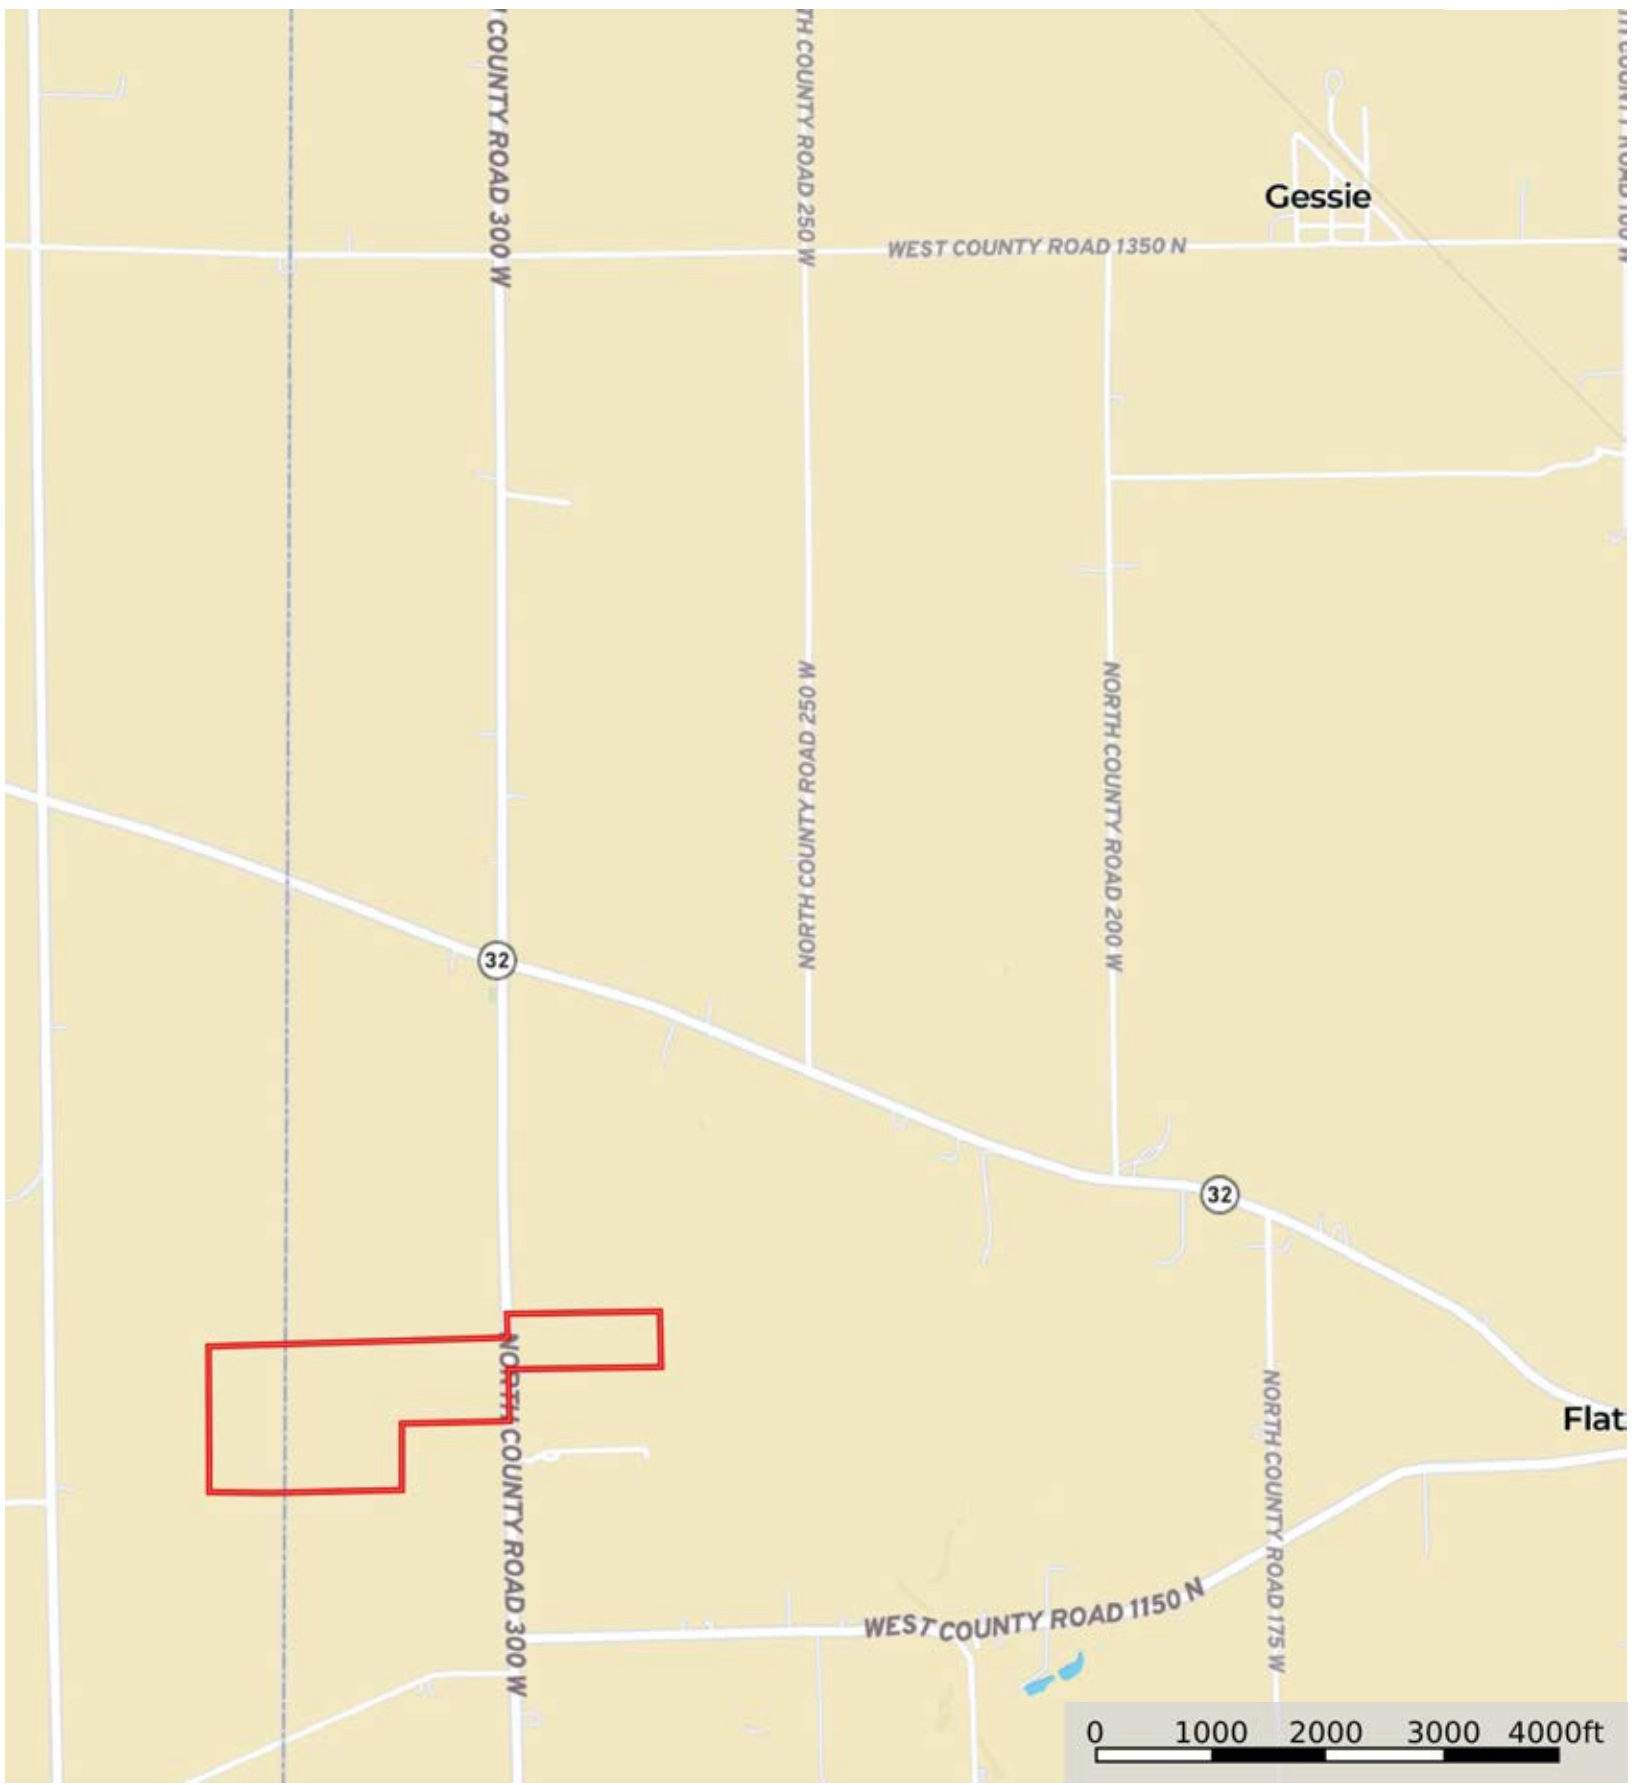 COUNTY ROAD 300 W
TH COUNTY ROAD 250 W
Gessie
WEST COUNTY ROAD 1350 N
NORTH COUNTY ROAD 250 W
NORTH COUNTY ROAD 200 W
32
32
NORTH COUNTY ROAD 300 W
NORTH COUNTY ROAD 175 W
Flat
WEST COUNTY ROAD 1150 N
0 1000 2000 3000 4000ft